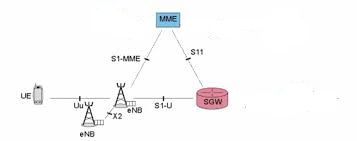 MME
S1-MME
S11
UE
Uu
eNB
X2
eNB
S1-U
SGW